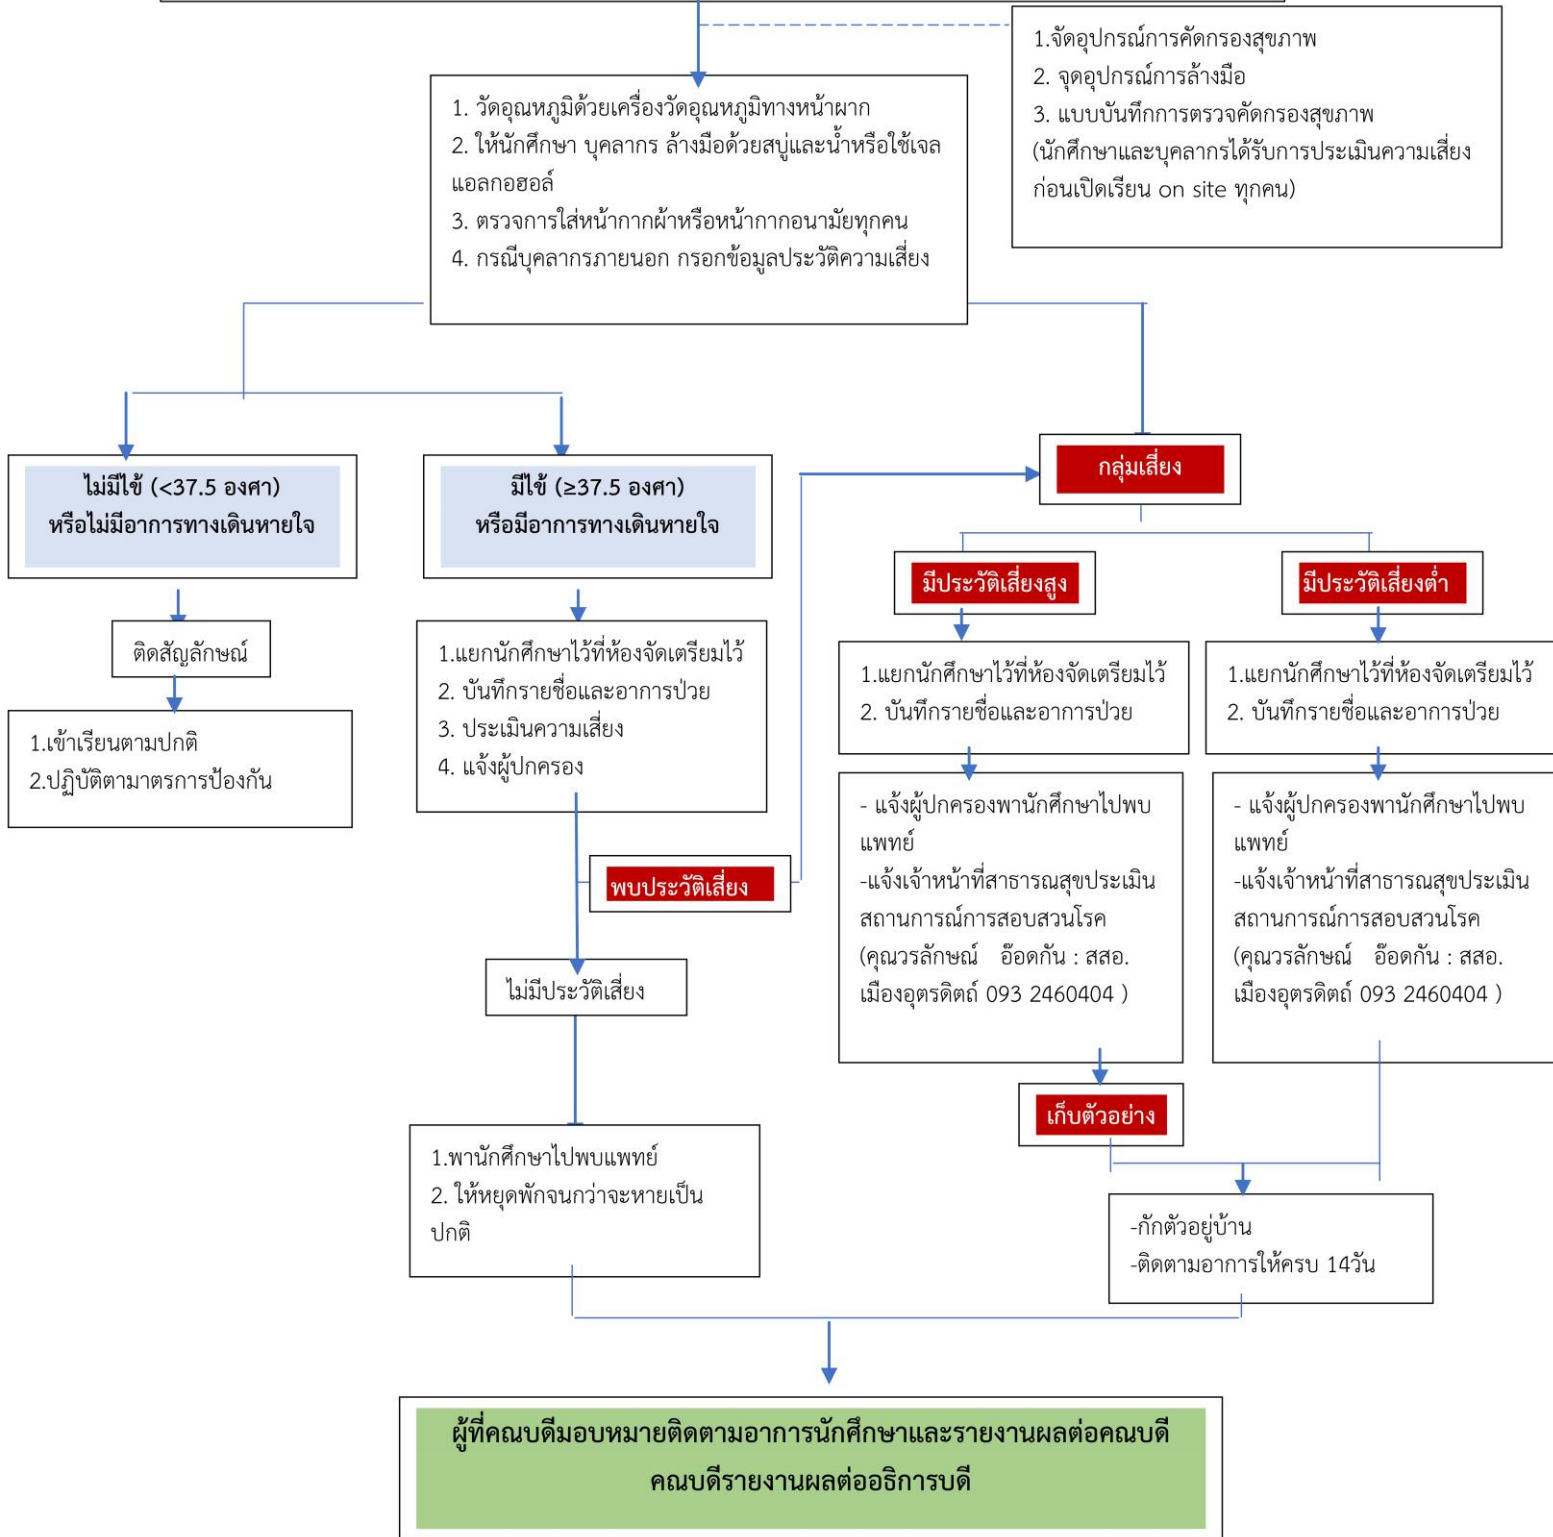 1.จัดอุปกรณ์การคัดกรองสุขภาพ
2. จุดอุปกรณ์การล้างมือ
3. แบบบันทึกการตรวจคัดกรองสุขภาพ
(นักศึกษาและบุคลากรได้รับการประเมินความเสี่ยง
ก่อนเปิดเรียน on site ทุกคน)
1. วัดอุณหภูมิด้วยเครื่องวัดอุณหภูมิทางหน้าผาก
2. ให้นักศึกษา บุคลากร ล้างมือด้วยสบู่และน้ำหรือใช้เจล
แอลกอฮอล์
3. ตรวจการใส่หน้ากากผ้าหรือหน้ากากอนามัยทุกคน
4. กรณีบุคลากรภายนอก กรอกข้อมูลประวัติความเสี่ยง
ไม่มีไข้ (<37.5 องศา)
หรือไม่มีอาการทางเดินหายใจ
ติดสัญลักษณ์
1.เข้าเรียนตามปกติ
2.ปฏิบัติตามาตรการป้องกัน
มีไข้ (≥37.5 องศา)
หรือมีอาการทางเดินหายใจ
1.แยกนักศึกษาไว้ที่ห้องจัดเตรียมไว้
2. บันทึกรายชื่อและอาการป่วย
3. ประเมินความเสี่ยง
4. แจ้งผู้ปกครอง
พบประวัติเสี่ยง
ไม่มีประวัติเสี่ยง
1.พานักศึกษาไปพบแพทย์
2. ให้หยุดพักจนกว่าจะหายเป็น
ปกติ
กลุ่มเสี่ยง
มีประวัติเสี่ยงสูง
1.แยกนักศึกษาไว้ที่ห้องจัดเตรียมไว้
2. บันทึกรายชื่อและอาการป่วย
- แจ้งผู้ปกครองพานักศึกษาไปพบ
แพทย์
-แจ้งเจ้าหน้าที่สาธารณสุขประเมิน
สถานการณ์การสอบสวนโรค
(คุณวรลักษณ์ อ๊อดกัน : สสอ.
เมืองอุตรดิตถ์ 093 2460404 )
เก็บตัวอย่าง
มีประวัติเสี่ยงต่ำ
1.แยกนักศึกษาไว้ที่ห้องจัดเตรียมไว้
2. บันทึกรายชื่อและอาการป่วย
- แจ้งผู้ปกครองพานักศึกษาไปพบ
แพทย์
-แจ้งเจ้าหน้าที่สาธารณสุขประเมิน
สถานการณ์การสอบสวนโรค
(คุณวรลักษณ์ อ๊อดกัน : สสอ.
เมืองอุตรดิตถ์ 093 2460404 )
-กักตัวอยู่บ้าน
-ติดตามอาการให้ครบ 14วัน
ผู้ที่คณบดีมอบหมายติดตามอาการนักศึกษาและรายงานผลต่อคณบดี
คณบดีรายงานผลต่ออธิการบดี